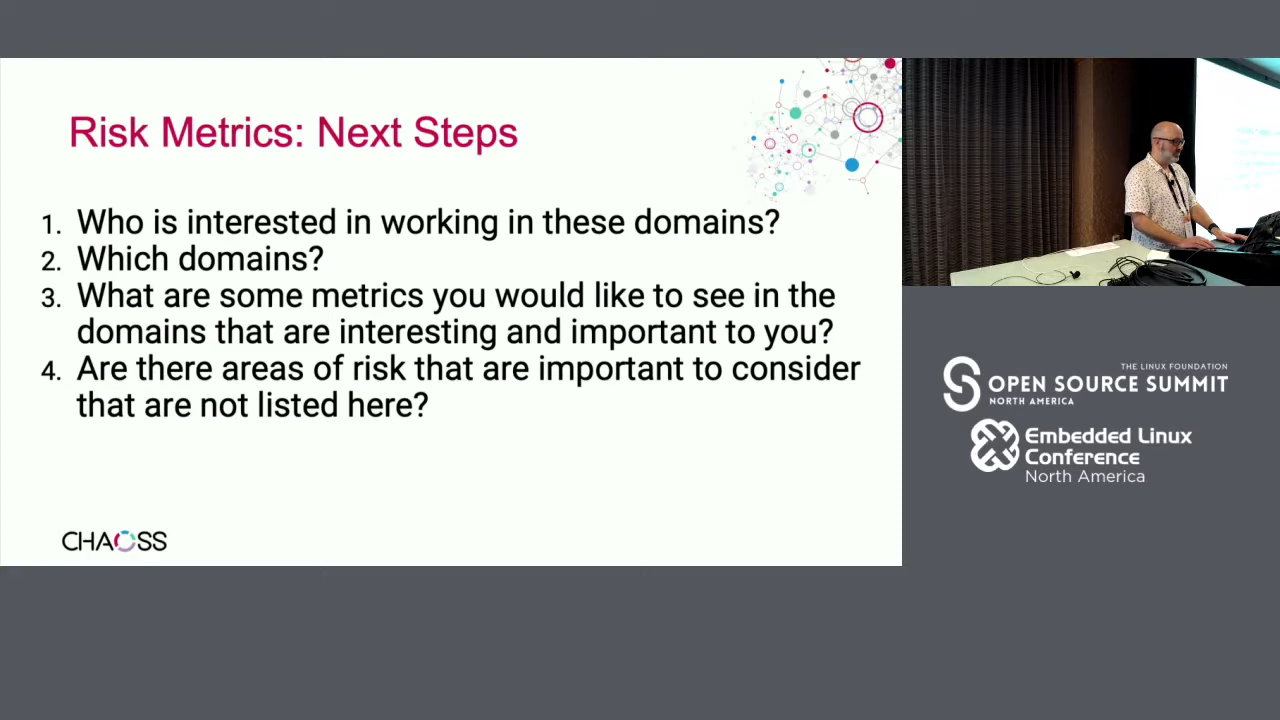 Risk Metrics: Next Steps
1. Who is interested in working in these domains?
2. Which domains?
3. What are some metrics you would like to see in the
domains that are interesting and important to you?
4. Are there areas of risk that are important to consider
that are not listed here?
CHAOSS
THE LINUX FOUNDATION
OPEN SOURCE SUMMIT
NORTH AMERICA
Embedded Linux
Conference
North America